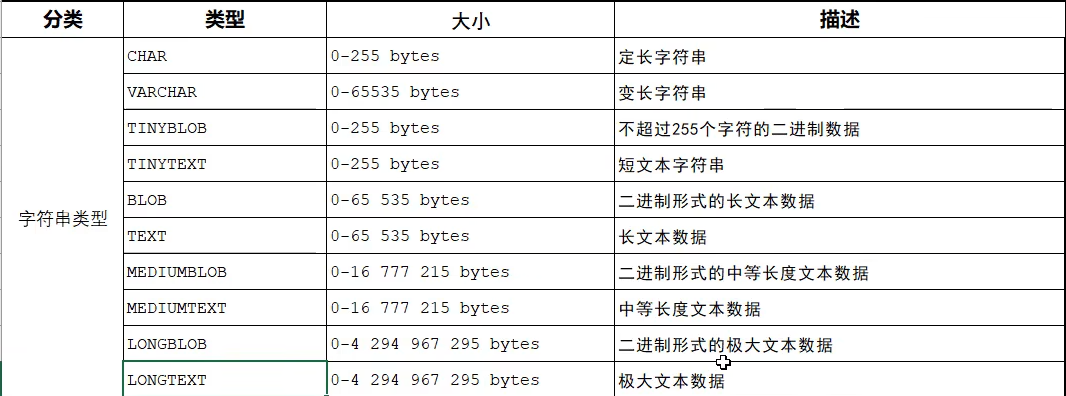 分类 类型 大小 描述
CHAR 0-255 bytes 定长字符串
VARCHAR 0-65535 bytes 变长字符串
TINYBLOB 0-255 bytes 不超过255个字符的二进制数据
TINYTEXT 0-255 bytes 短文本字符串
BLOB 0-65 535 bytes 二进制形式的长文本数据
字符串类型
TEXT 0-65 535 bytes 长文本数据
MEDIUMBLOB 0-16 777 215 bytes 二进制形式的中等长度文本数据
MEDIUMTEXT 0-16 777 215 bytes 中等长度文本数据
LONGBLOB 0-4 294 967 295 bytes 二进制形式的极大文本数据
LONGTEXT 0-4 294 967 295 bytes 极大文本数据